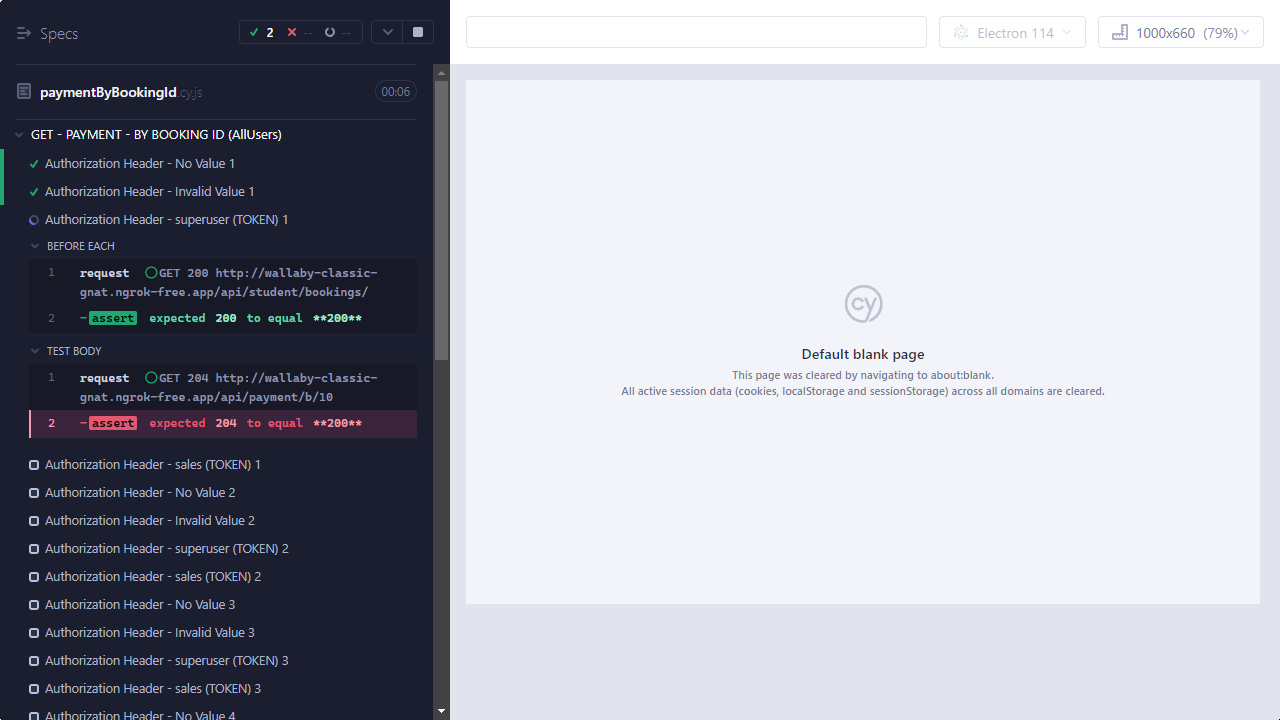 Specs
2
--
--
paymentByBookingId.cy.js
00:06
GET - PAYMENT - BY BOOKING ID (AllUsers)
Authorization Header - No Value 1
Authorization Header - Invalid Value 1
Authorization Header - superuser (TOKEN) 1
BEFORE EACH
1 request GET 200 http://wallaby-classic-
gnat.ngrok-free.app/api/student/bookings/
2 -assert expected 200 to equal **200**
TEST BODY
1 request GET 204 http://wallaby-classic-
gnat.ngrok-free.app/api/payment/b/10
2 -assert expected 204 to equal **200**
Authorization Header - sales (TOKEN) 1
Authorization Header - No Value 2
Authorization Header - Invalid Value 2
Authorization Header - superuser (TOKEN) 2
Authorization Header - sales (TOKEN) 2
Authorization Header - No Value 3
Authorization Header - Invalid Value 3
Authorization Header - superuser (TOKEN) 3
Authorization Header - sales (TOKEN) 3
Authorization Header - No Value 4
Electron 114
1000x660 (79%)
cy
Default blank page
This page was cleared by navigating to about:blank.
All active session data (cookies, localStorage and sessionStorage) across all domains are cleared.